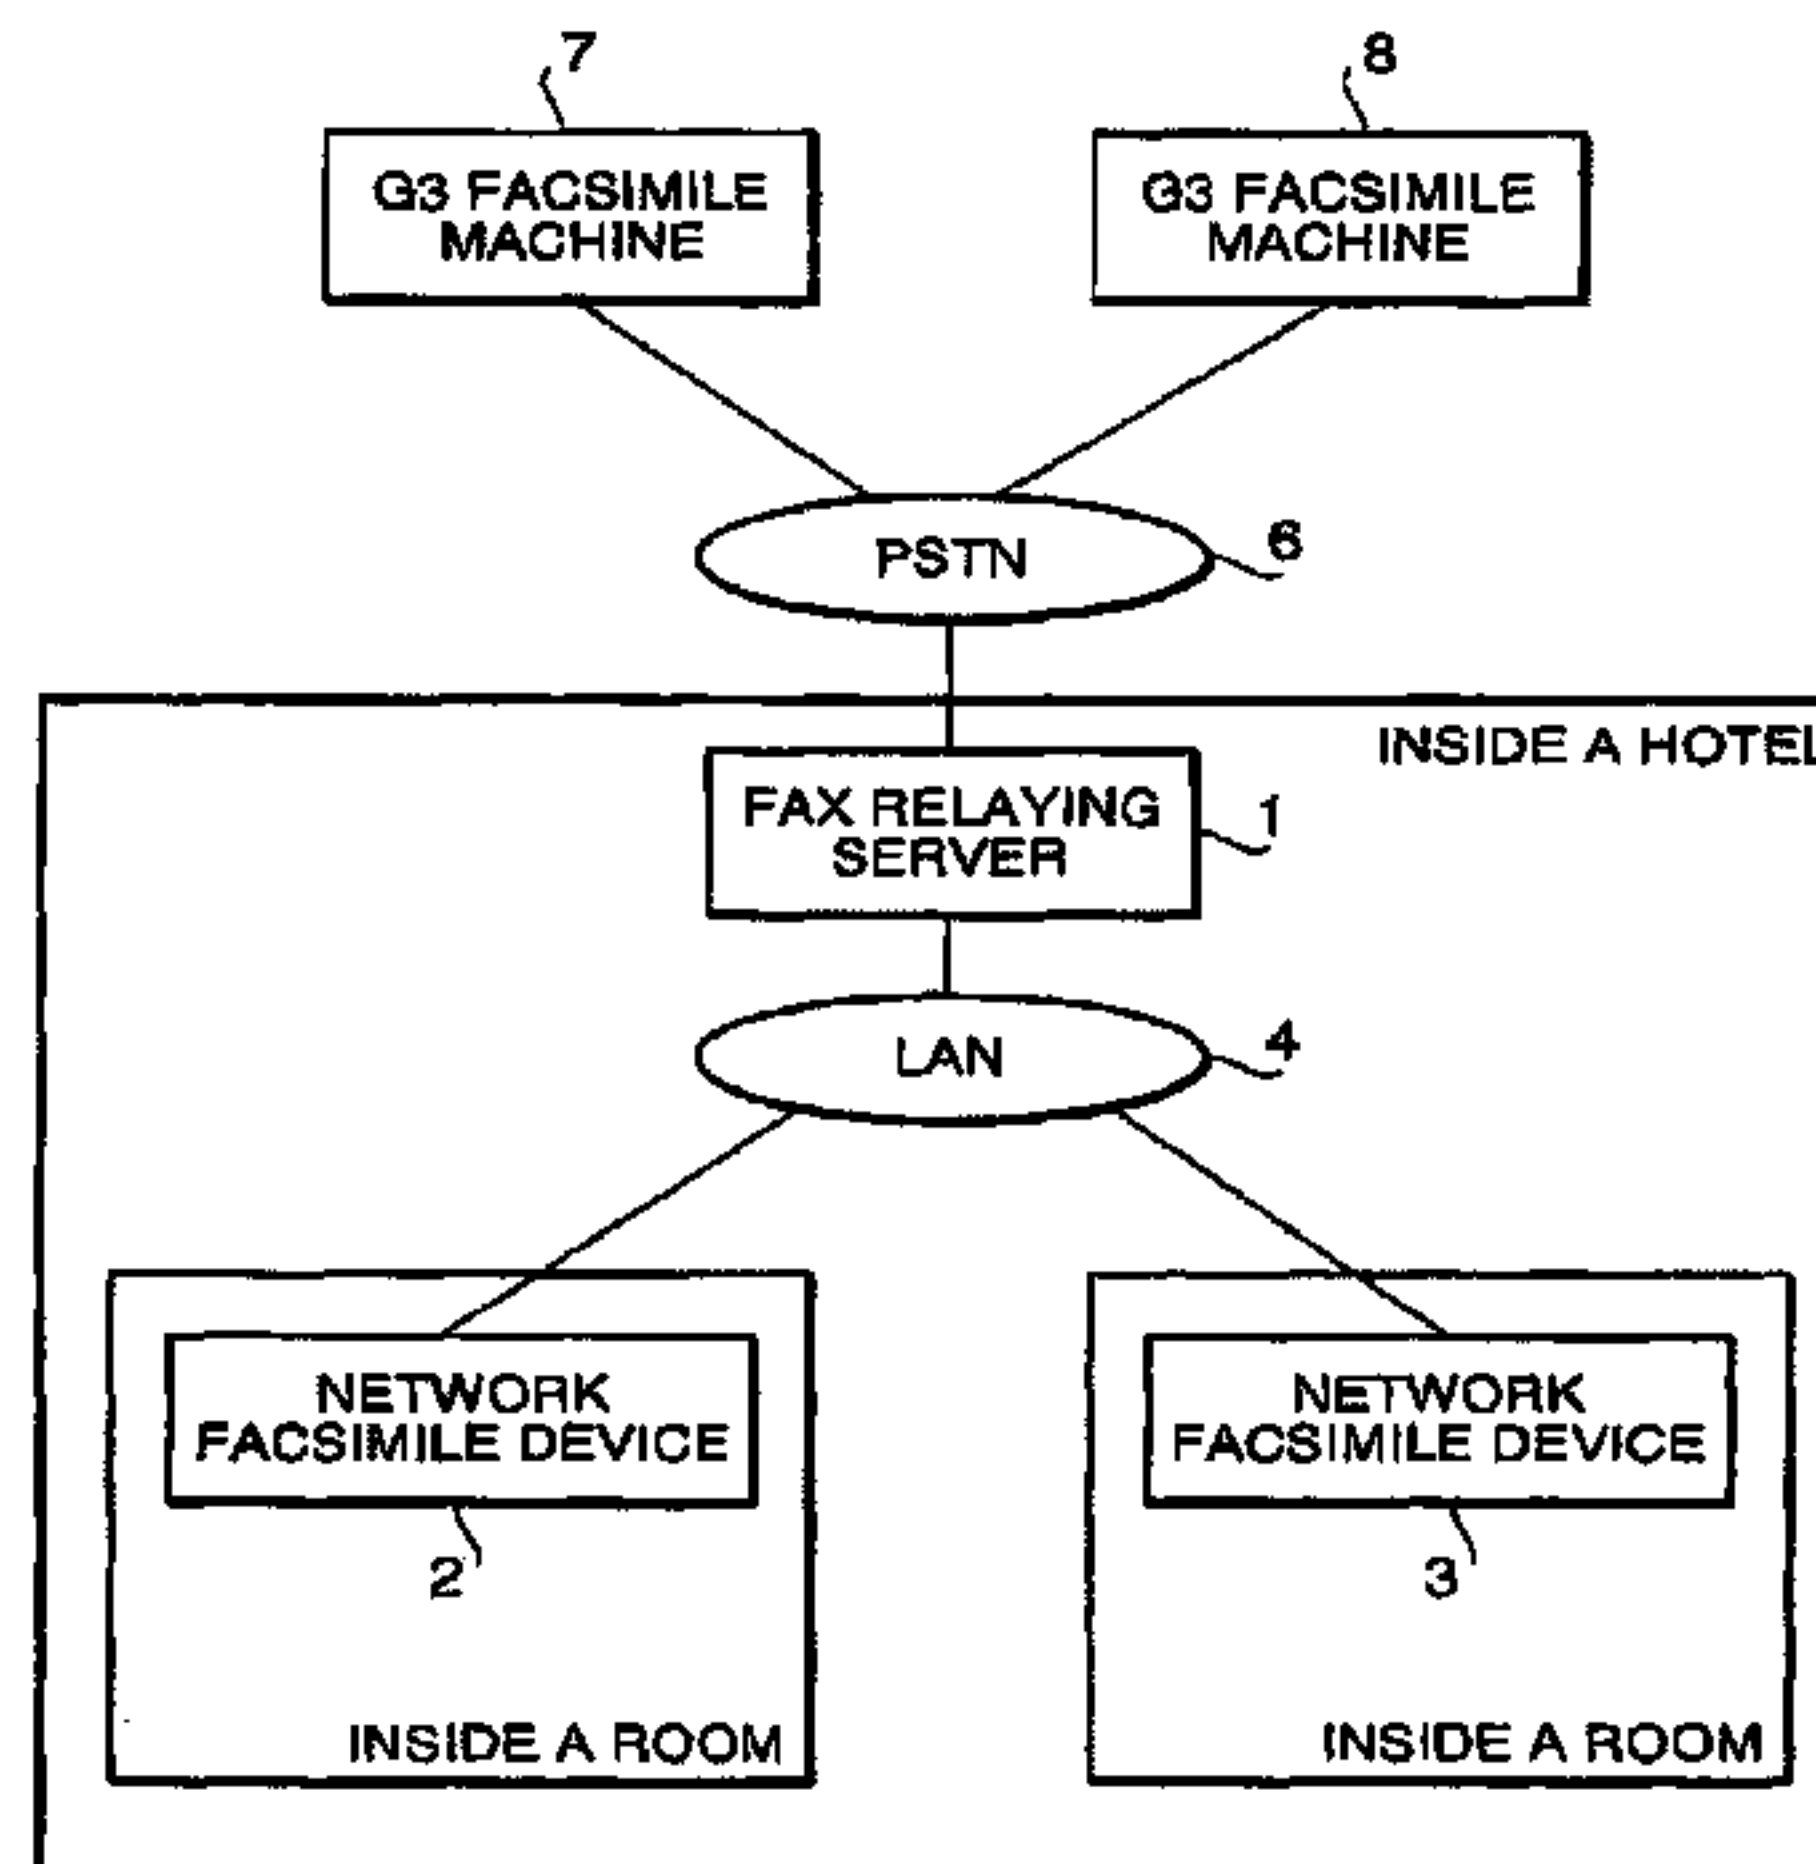 7
8
G3 FACSIMILE
MACHINE
G3 FACSIMILE
MACHINE
PSTN
6
INSIDE A HOTEL
FAX RELAYING
SERVER
1
LAN
4
NETWORK
FACSIMILE DEVICE
NETWORK
FACSIMILE DEVICE
2
3
INSIDE A ROOM
INSIDE A ROOM